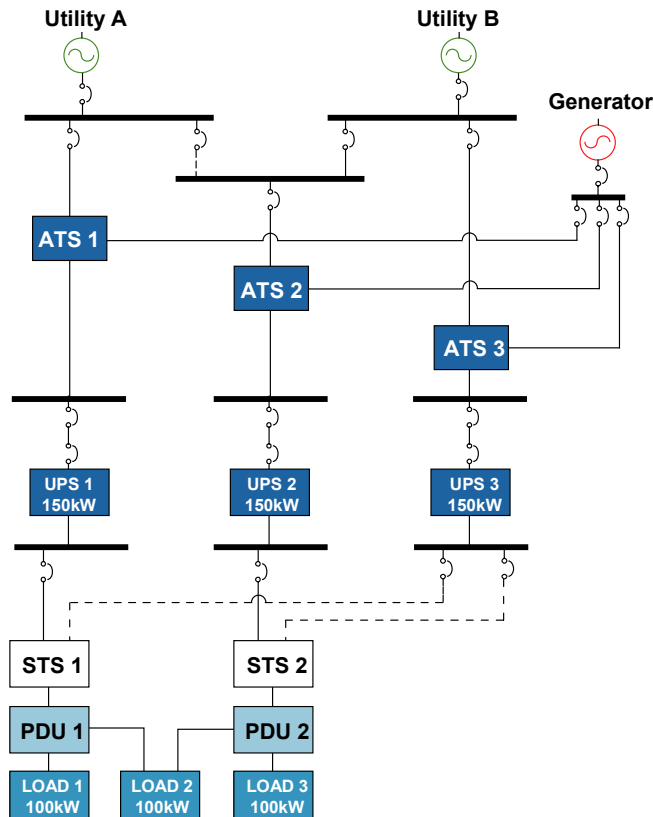 Utility A
Utility B
Generator
ATS 1
ATS 2
ATS 3
UPS 1
150kW
UPS 2
150kW
UPS 3
150kW
STS 1
STS 2
PDU 1
PDU 2
LOAD 1
100kW
LOAD 2
100kW
LOAD 3
100kW